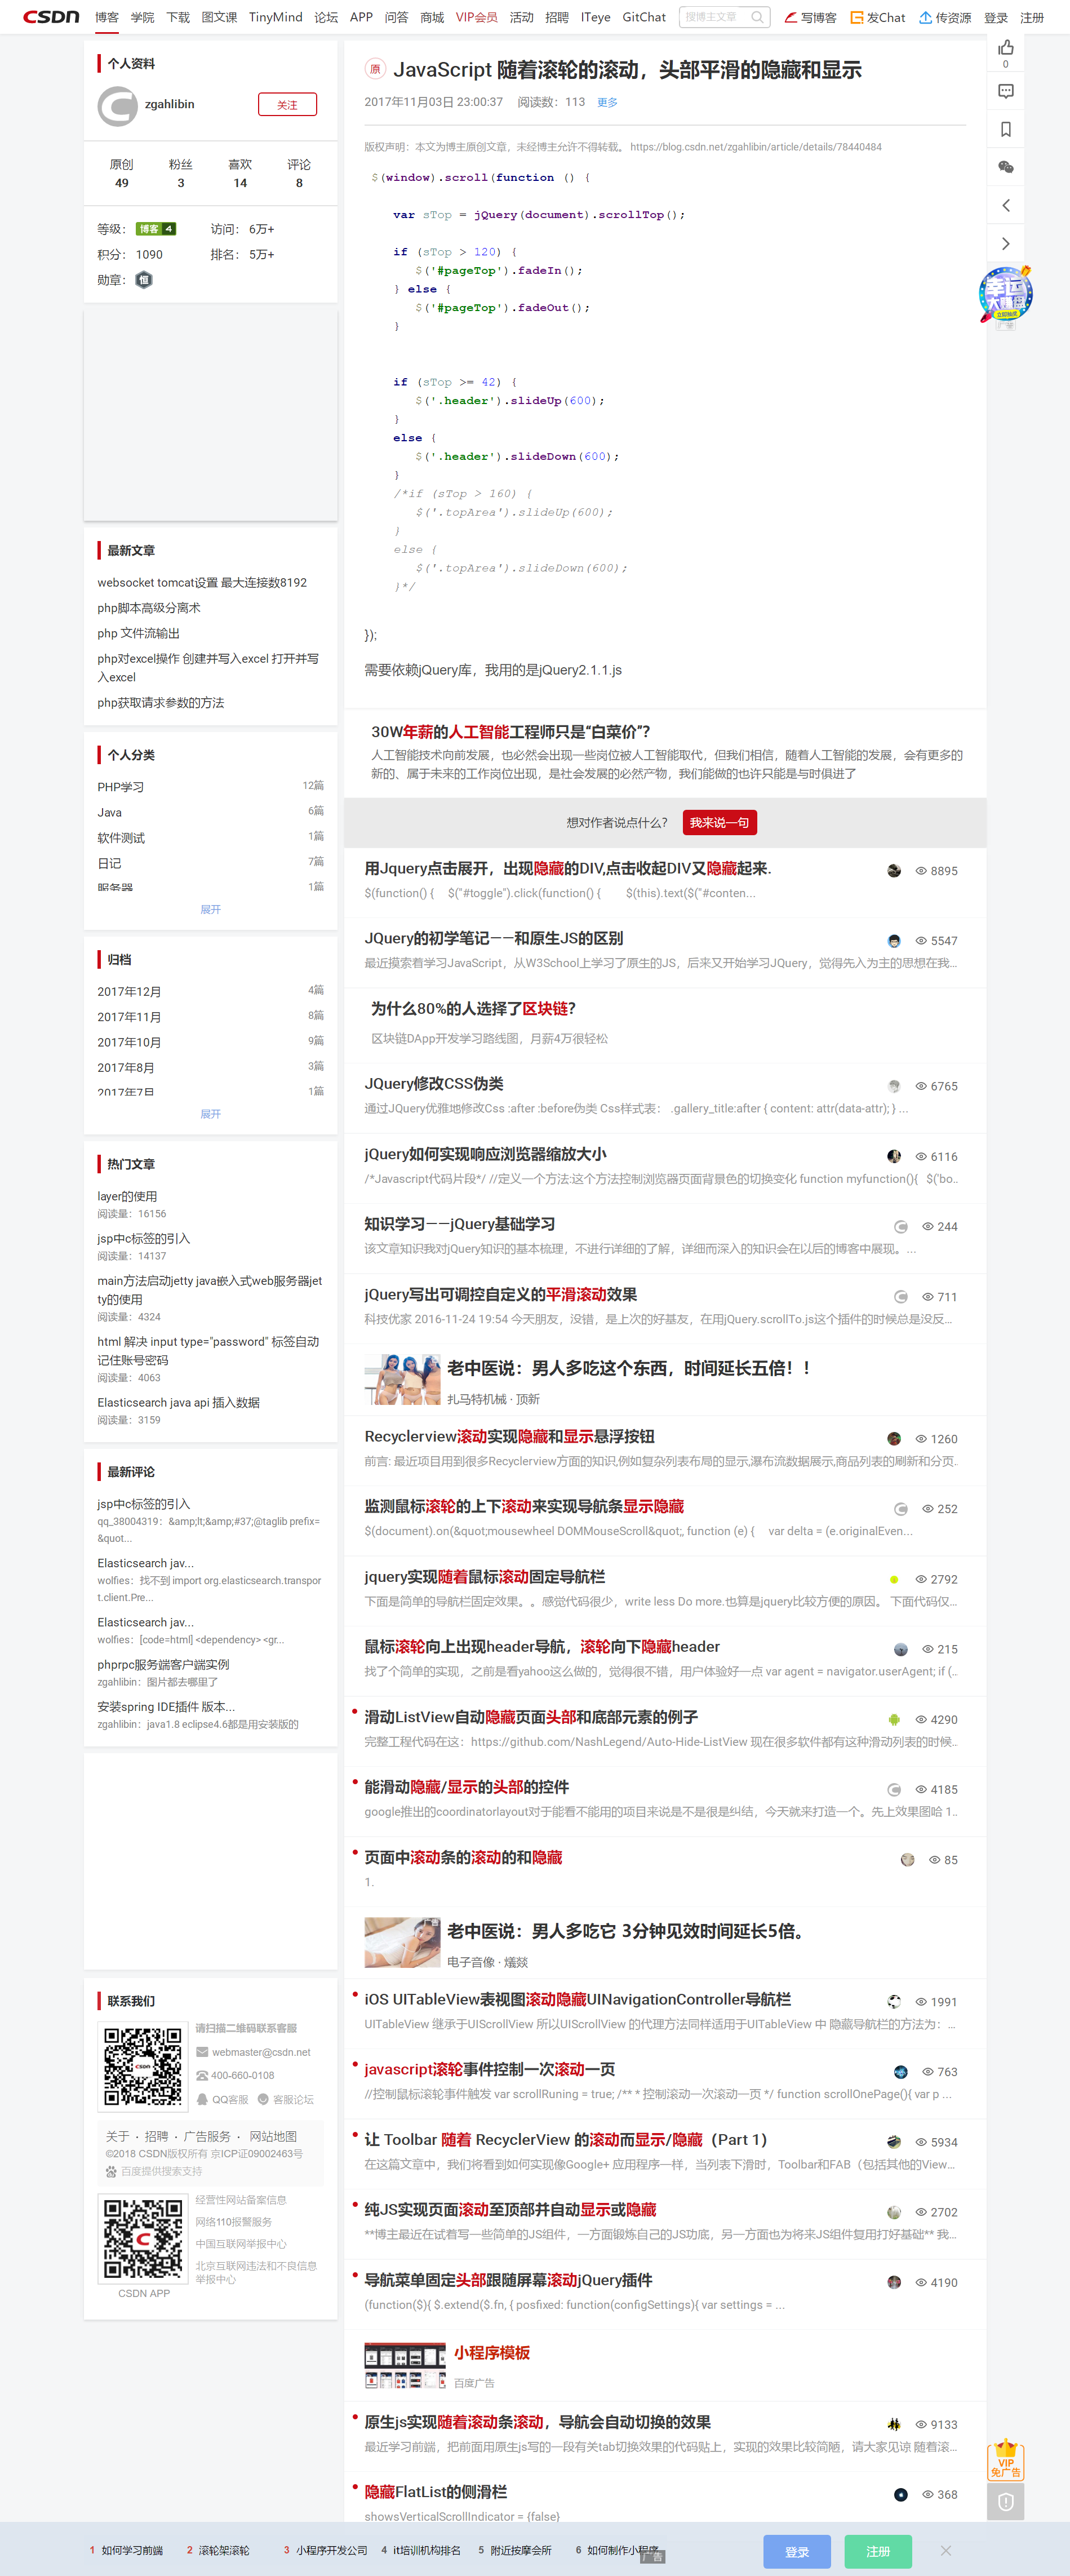 CSDN 博客 学院 下载 图文课 TinyMind 论坛 APP 问答 商城 VIP会员 活动 招聘 ITeye GitChat 搜博主文章 写博客 发Chat 传资源 登录 注册
个人资料
zgahlibin 关注
原创 粉丝 喜欢 评论
49 3 14 8
等级： 博客 4 访问： 6万+
积分： 1090 排名： 5万+
勋章： 恒
最新文章
websocket tomcat设置 最大连接数8192
php脚本高级分离术
php 文件流输出
php对excel操作 创建并写入excel 打开并写
入excel
php获取请求参数的方法
个人分类
PHP学习 12篇
Java 6篇
软件测试 1篇
日记 7篇
服务器 1篇
展开
归档
2017年12月 4篇
2017年11月 8篇
2017年10月 9篇
2017年8月 3篇
2017年7月 1篇
展开
热门文章
layer的使用
阅读量：16156
jsp中c标签的引入
阅读量：14137
main方法启动jetty java嵌入式web服务器jet
ty的使用
阅读量：4324
html 解决 input type="password" 标签自动
记住账号密码
阅读量：4063
Elasticsearch java api 插入数据
阅读量：3159
最新评论
jsp中c标签的引入
qq_38004319：&amp;lt;&amp;#37;@taglib prefix=
&quot...
Elasticsearch jav...
wolfies：找不到 import org.elasticsearch.transpor
t.client.Pre...
Elasticsearch jav...
wolfies：[code=html] <dependency> <gr...
phprpc服务端客户端实例
zgahlibin：图片都去哪里了
安装spring IDE插件 版本...
zgahlibin：java1.8 eclipse4.6都是用安装版的
联系我们
请扫描二维码联系客服
webmaster@csdn.net
400-660-0108
QQ客服 客服论坛
关于 · 招聘 · 广告服务 · 网站地图
©2018 CSDN版权所有 京ICP证09002463号
百度提供搜索支持
经营性网站备案信息
网络110报警服务
中国互联网举报中心
北京互联网违法和不良信息
举报中心
CSDN APP
原 JavaScript 随着滚轮的滚动，头部平滑的隐藏和显示
2017年11月03日 23:00:37 阅读数：113 更多
版权声明：本文为博主原创文章，未经博主允许不得转载。 https://blog.csdn.net/zgahlibin/article/details/78440484
$(window).scroll(function () {
var sTop = jQuery(document).scrollTop();
if (sTop > 120) {
$('#pageTop').fadeIn();
} else {
$('#pageTop').fadeOut();
}
if (sTop >= 42) {
$('.header').slideUp(600);
}
else {
$('.header').slideDown(600);
}
/*if (sTop > 160) {
$('.topArea').slideUp(600);
}
else {
$('.topArea').slideDown(600);
}*/
});
需要依赖jQuery库，我用的是jQuery2.1.1.js
30W年薪的人工智能工程师只是“白菜价”？
人工智能技术向前发展，也必然会出现一些岗位被人工智能取代，但我们相信，随着人工智能的发展，会有更多的
新的、属于未来的工作岗位出现，是社会发展的必然产物，我们能做的也许只能是与时俱进了
想对作者说点什么？ 我来说一句
用Jquery点击展开，出现隐藏的DIV,点击收起DIV又隐藏起来. 8895
$(function() { $("#toggle").click(function() { $(this).text($("#conten...
JQuery的初学笔记——和原生JS的区别 5547
最近摸索着学习JavaScript，从W3School上学习了原生的JS，后来又开始学习JQuery，觉得先入为主的思想在我...
为什么80%的人选择了区块链？
区块链DApp开发学习路线图，月薪4万很轻松
JQuery修改CSS伪类 6765
通过JQuery优雅地修改Css :after :before伪类 Css样式表： .gallery_title:after { content: attr(data-attr); } ...
jQuery如何实现响应浏览器缩放大小 6116
/*Javascript代码片段*/ //定义一个方法:这个方法控制浏览器页面背景色的切换变化 function myfunction(){ $('bo..
知识学习——jQuery基础学习 244
该文章知识我对jQuery知识的基本梳理，不进行详细的了解，详细而深入的知识会在以后的博客中展现。...
jQuery写出可调控自定义的平滑滚动效果 711
科技优家 2016-11-24 19:54 今天朋友，没错，是上次的好基友，在用jQuery.scrollTo.js这个插件的时候总是没反...
老中医说：男人多吃这个东西，时间延长五倍！！
扎马特机械 · 顶新
Recyclerview滚动实现隐藏和显示悬浮按钮 1260
前言: 最近项目用到很多Recyclerview方面的知识,例如复杂列表布局的显示,瀑布流数据展示,商品列表的刷新和分页..
监测鼠标滚轮的上下滚动来实现导航条显示隐藏 252
$(document).on(&quot;mousewheel DOMMouseScroll&quot;, function (e) { var delta = (e.originalEven...
jquery实现随着鼠标滚动固定导航栏 2792
下面是简单的导航栏固定效果。。感觉代码很少，write less Do more.也算是jquery比较方便的原因。 下面代码仅...
鼠标滚轮向上出现header导航，滚轮向下隐藏header 215
找了个简单的实现，之前是看yahoo这么做的，觉得很不错，用户体验好一点 var agent = navigator.userAgent; if (..
滑动ListView自动隐藏页面头部和底部元素的例子 4290
完整工程代码在这：https://github.com/NashLegend/Auto-Hide-ListView 现在很多软件都有这种滑动列表的时候..
能滑动隐藏/显示的头部的控件 4185
google推出的coordinatorlayout对于能看不能用的项目来说是不是很是纠结，今天就来打造一个。先上效果图哈 1..
页面中滚动条的滚动的和隐藏 85
1.
广告
老中医说：男人多吃它 3分钟见效时间延长5倍。
电子音像 · 爔燚
iOS UITableView表视图滚动隐藏UINavigationController导航栏 1991
UITableView 继承于UIScrollView 所以UIScrollView 的代理方法同样适用于UITableView 中 隐藏导航栏的方法为：...
javascript滚轮事件控制一次滚动一页 763
//控制鼠标滚轮事件触发 var scrollRuning = true; /** * 控制滚动一次滚动一页 */ function scrollOnePage(){ var p ...
让 Toolbar 随着 RecyclerView 的滚动而显示/隐藏（Part 1） 5934
在这篇文章中，我们将看到如何实现像Google+ 应用程序一样，当列表下滑时，Toolbar和FAB（包括其他的View...
纯JS实现页面滚动至顶部并自动显示或隐藏 2702
**博主最近在试着写一些简单的JS组件，一方面锻炼自己的JS功底，另一方面也为将来JS组件复用打好基础** 我...
导航菜单固定头部跟随屏幕滚动jQuery插件 4190
(function($){ $.extend($.fn, { posfixed: function(configSettings){ var settings = ...
小程序模板
百度广告
原生js实现随着滚动条滚动，导航会自动切换的效果 9133
最近学习前端，把前面用原生js写的一段有关tab切换效果的代码贴上，实现的效果比较简陋，请大家见谅 随着滚...
隐藏FlatList的侧滑栏 368
showsVerticalScrollIndicator = {false}
0
幸运
大转盘
立即抽奖
广告
VIP
免广告
1 如何学习前端 2 滚轮架滚轮 3 小程序开发公司 4 it培训机构排名 5 附近按摩会所 6 如何制作小程序
广告
登录 注册